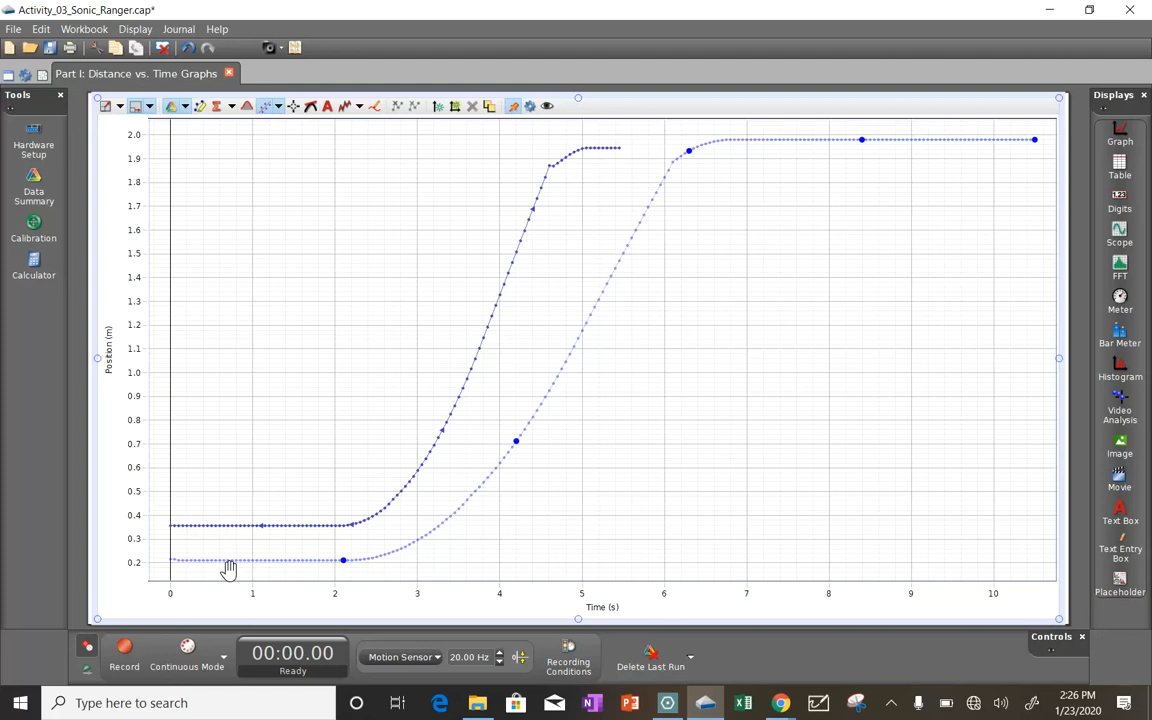 Activity_03_Sonic_Ranger.cap*
File Edit Workbook Display Journal Help
Part I: Distance vs. Time Graphs
Tools
Hardware
Setup
Data
Summary
Calibration
Calculator
Position (m)
2.0
1.9
1.8
1.7
1.6
1.5
1.4
1.3
1.2
1.1
1.0
0.9
0.8
0.7
0.6
0.5
0.4
0.3
0.2
0 1 2 3 4 5 6 7 8 9 10
Time (s)
Displays
Graph
Table
Digits
Scope
FFT
Meter
Bar Meter
Histogram
Video
Analysis
Image
Movie
Text Box
Text Entry
Box
Placeholder
Record
Continuous Mode
00:00.00
Ready
Motion Sensor
20.00 Hz
Recording
Conditions
Delete Last Run
Controls
Type here to search
2:26 PM
1/23/2020